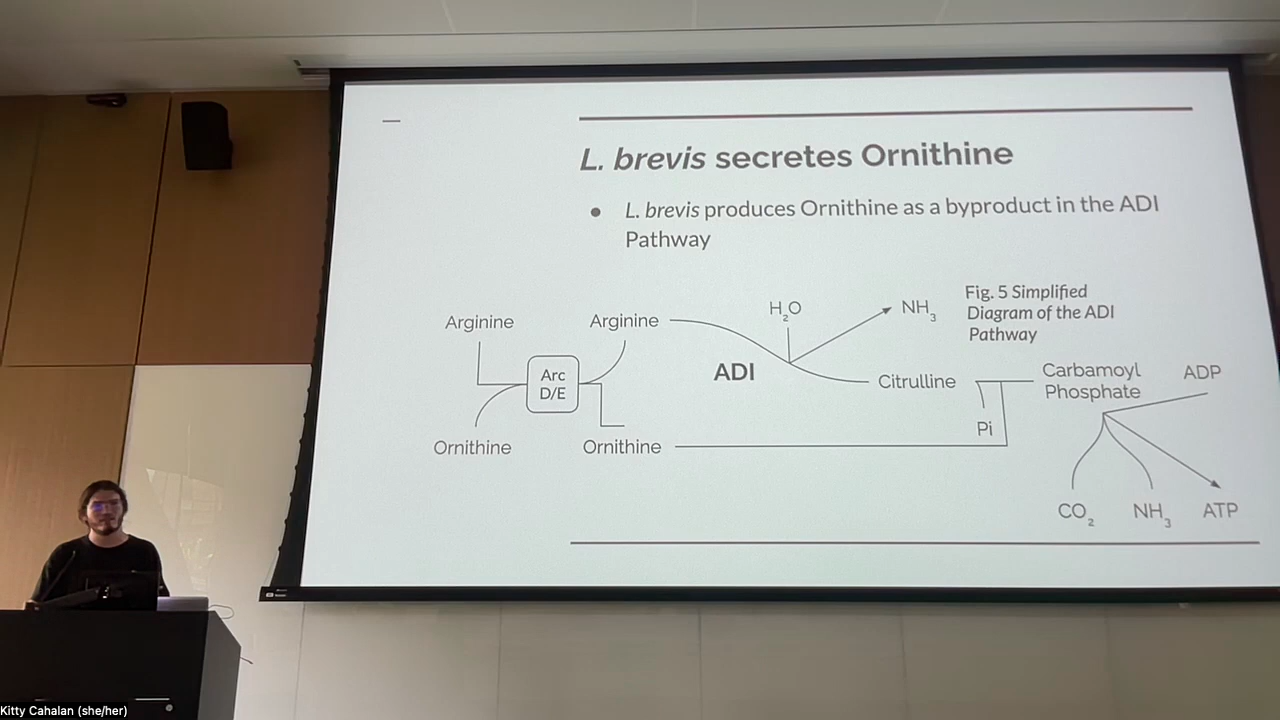 L. brevis secretes Ornithine
● L. brevis produces Ornithine as a byproduct in the ADI
Pathway
Fig. 5 Simplified
Diagram of the ADI
Pathway
Arginine
Arginine
H₂O
NH₃
Arc
D/E
ADI
Citrulline
Carbamoyl
Phosphate
ADP
Pi
Ornithine
Ornithine
CO₂
NH₃
ATP
Kitty Cahalan (she/her)